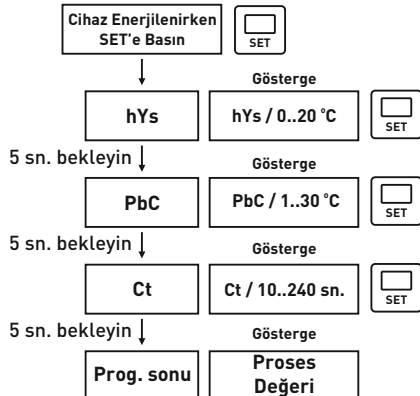 Cihaz Enerjilenirken
SET'e Basın
SET
Gösterge
hYs
hYs / 0..20 °C
SET
5 sn. bekleyin
Gösterge
PbC
PbC / 1..30 °C
SET
5 sn. bekleyin
Gösterge
Ct
Ct / 10..240 sn.
SET
5 sn. bekleyin
Gösterge
Prog. sonu
Proses
Değeri